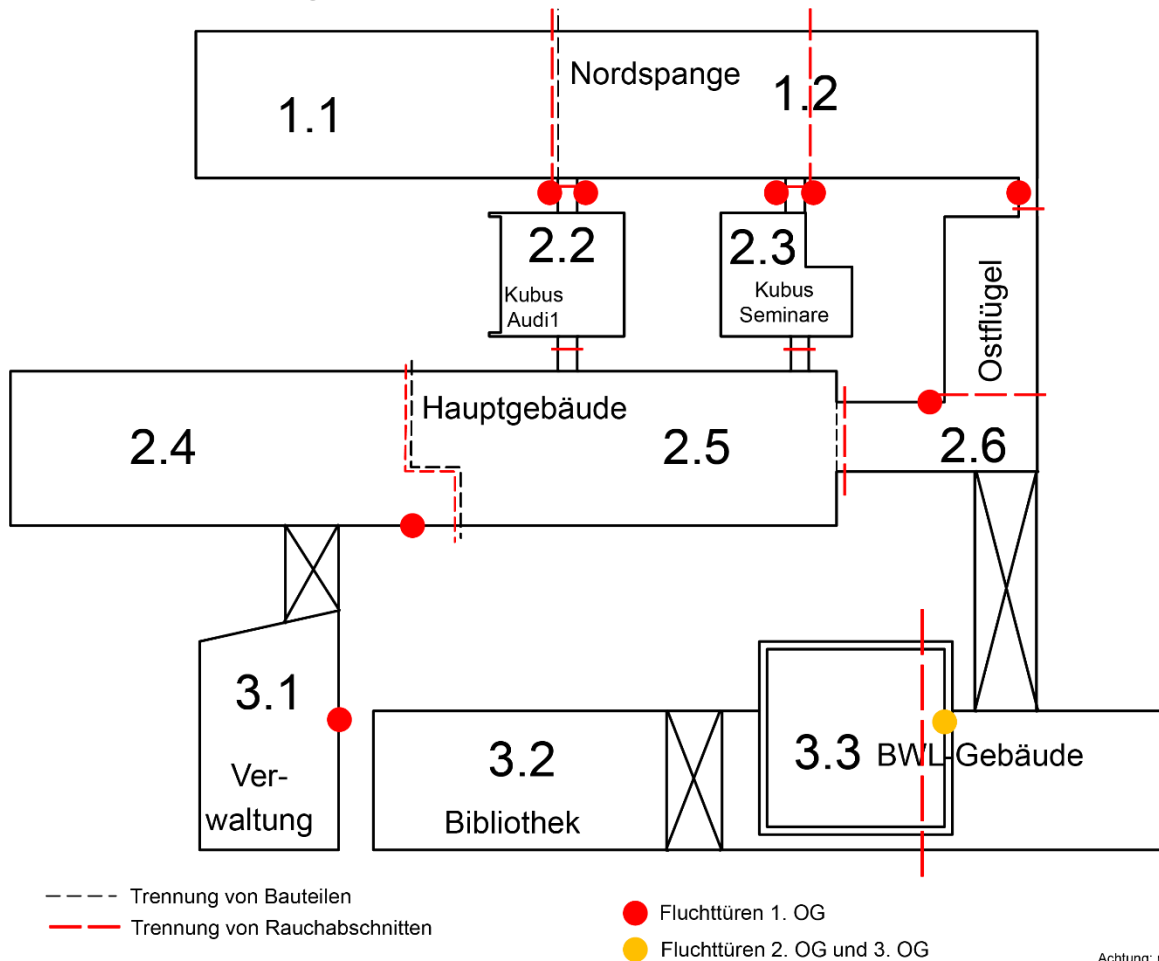 Nordspange
1.1
1.2
2.2
Kubus
Audi1
2.3
Kubus
Seminare
Ostflügel
Hauptgebäude
2.4
2.5
2.6
3.1
Ver-
waltung
3.2
Bibliothek
3.3
BWL-Gebäude
Trennung von Bauteilen
Trennung von Rauchabschnitten
Fluchttüren 1. OG
Fluchttüren 2. OG und 3. OG
Achtung: